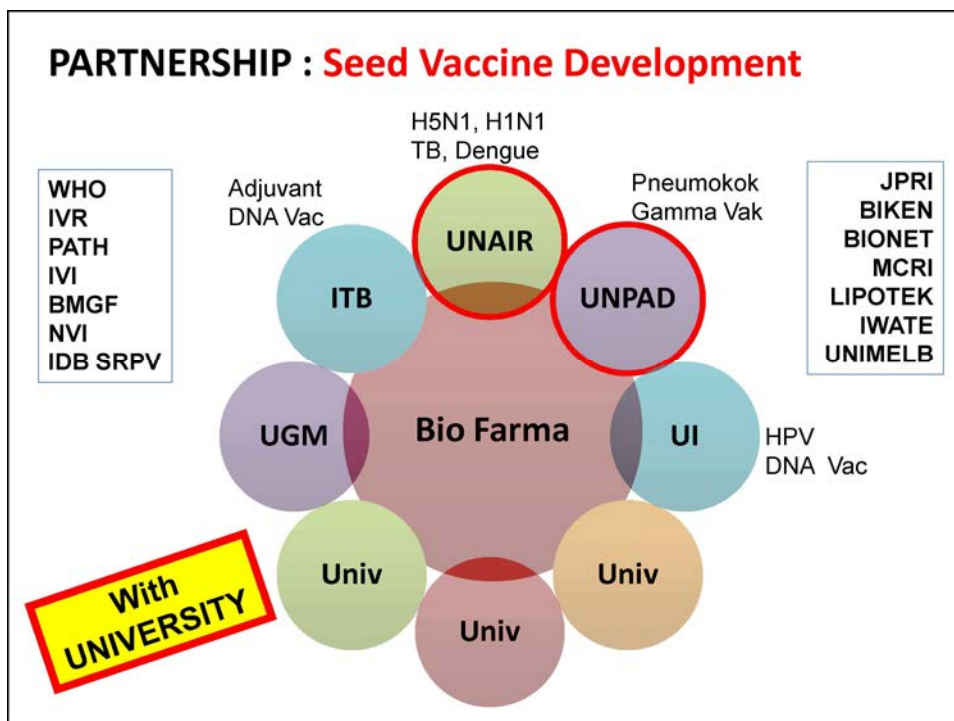 PARTNERSHIP : Seed Vaccine Development
H5N1, H1N1
TB, Dengue
WHO
IVR
PATH
IVI
BMGF
NVI
IDB SRPV
Adjuvant
DNA Vac
Pneumokok
Gamma Vak
JPRI
BIKEN
BIONET
MCRI
LIPOTEK
IWATE
UNIMELB
UNAIR
ITB
UNPAD
UGM
Bio Farma
UI
HPV
DNA Vac
Univ
Univ
Univ
With
UNIVERSITY